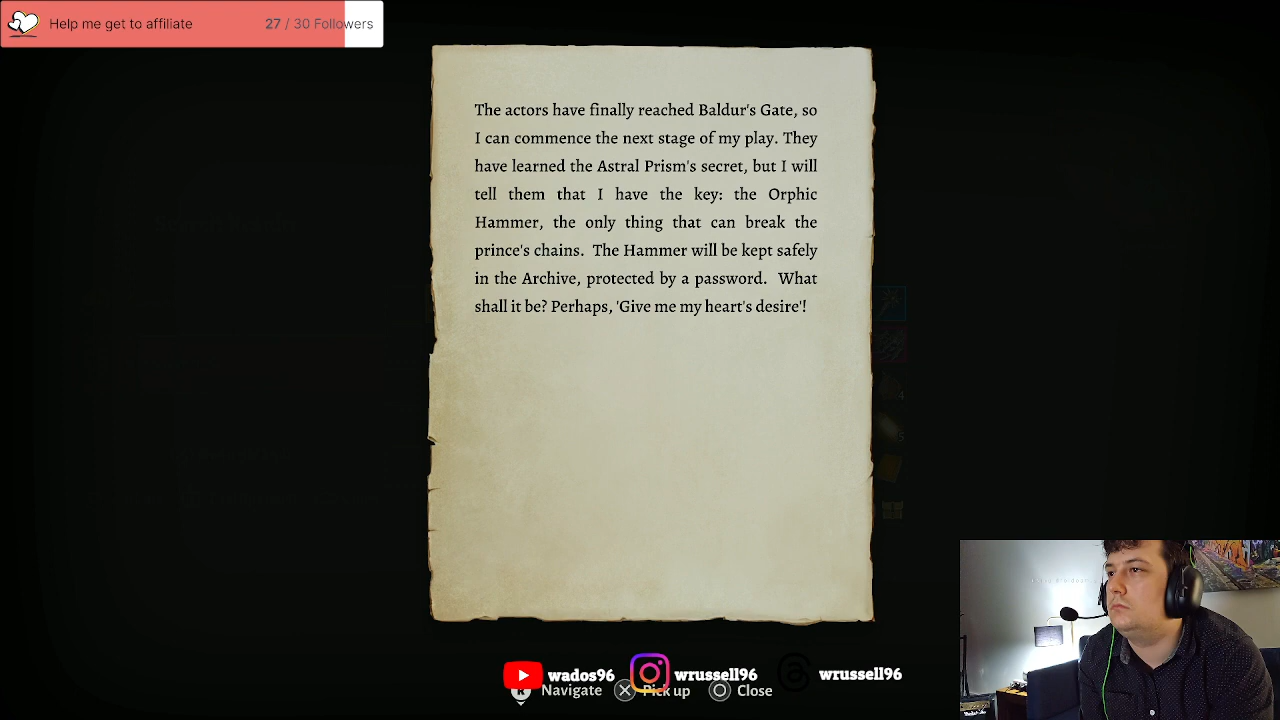 Help me get to affiliate 27 / 30 Followers
The actors have finally reached Baldur's Gate, so
I can commence the next stage of my play. They
have learned the Astral Prism's secret, but I will
tell them that I have the key: the Orphic
Hammer, the only thing that can break the
prince's chains. The Hammer will be kept safely
in the Archive, protected by a password. What
shall it be? Perhaps, 'Give me my heart's desire'!
wados96 wrussell96 wrussell96
R Navigate Pick up Close